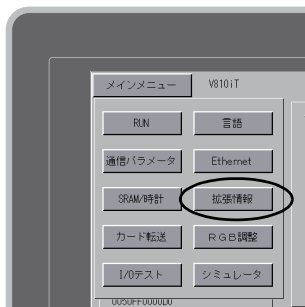 メインメニュー V810iT
RUN 言語
通信パラメータ Ethernet
SRAM/時計 拡張情報
カード転送 RGB調整
I/Oテスト シミュレータ